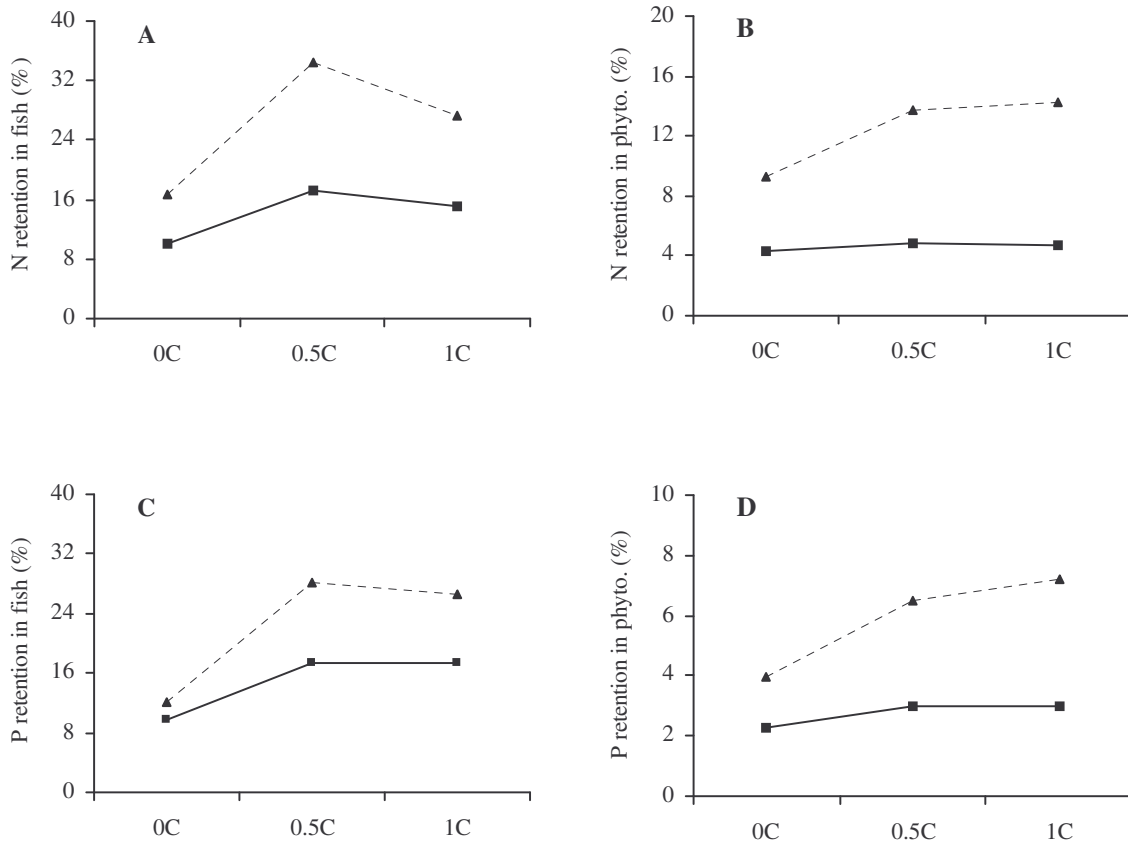 A
N retention in fish (%)
40
32
24
16
8
0
0C 0.5C 1C
B
N retention in phyto. (%)
20
16
12
8
4
0
0C 0.5C 1C
C
P retention in fish (%)
40
32
24
16
8
0
0C 0.5C 1C
D
P retention in phyto. (%)
10
8
6
4
2
0
0C 0.5C 1C